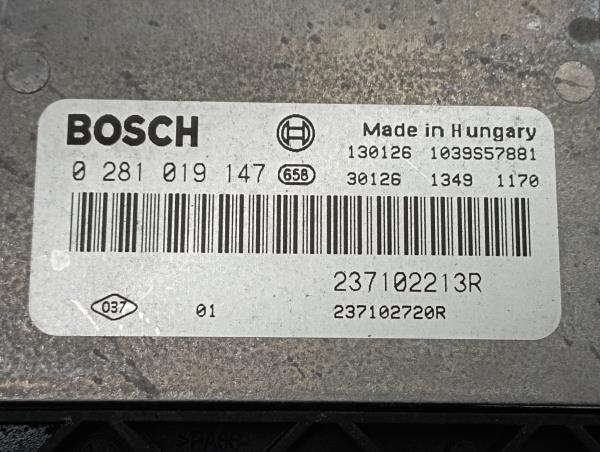 BOSCH
Made in Hungary
0 281 019 147 658
130126 1039S57881
30126 1349 1170
237102213R
037 01 237102720R